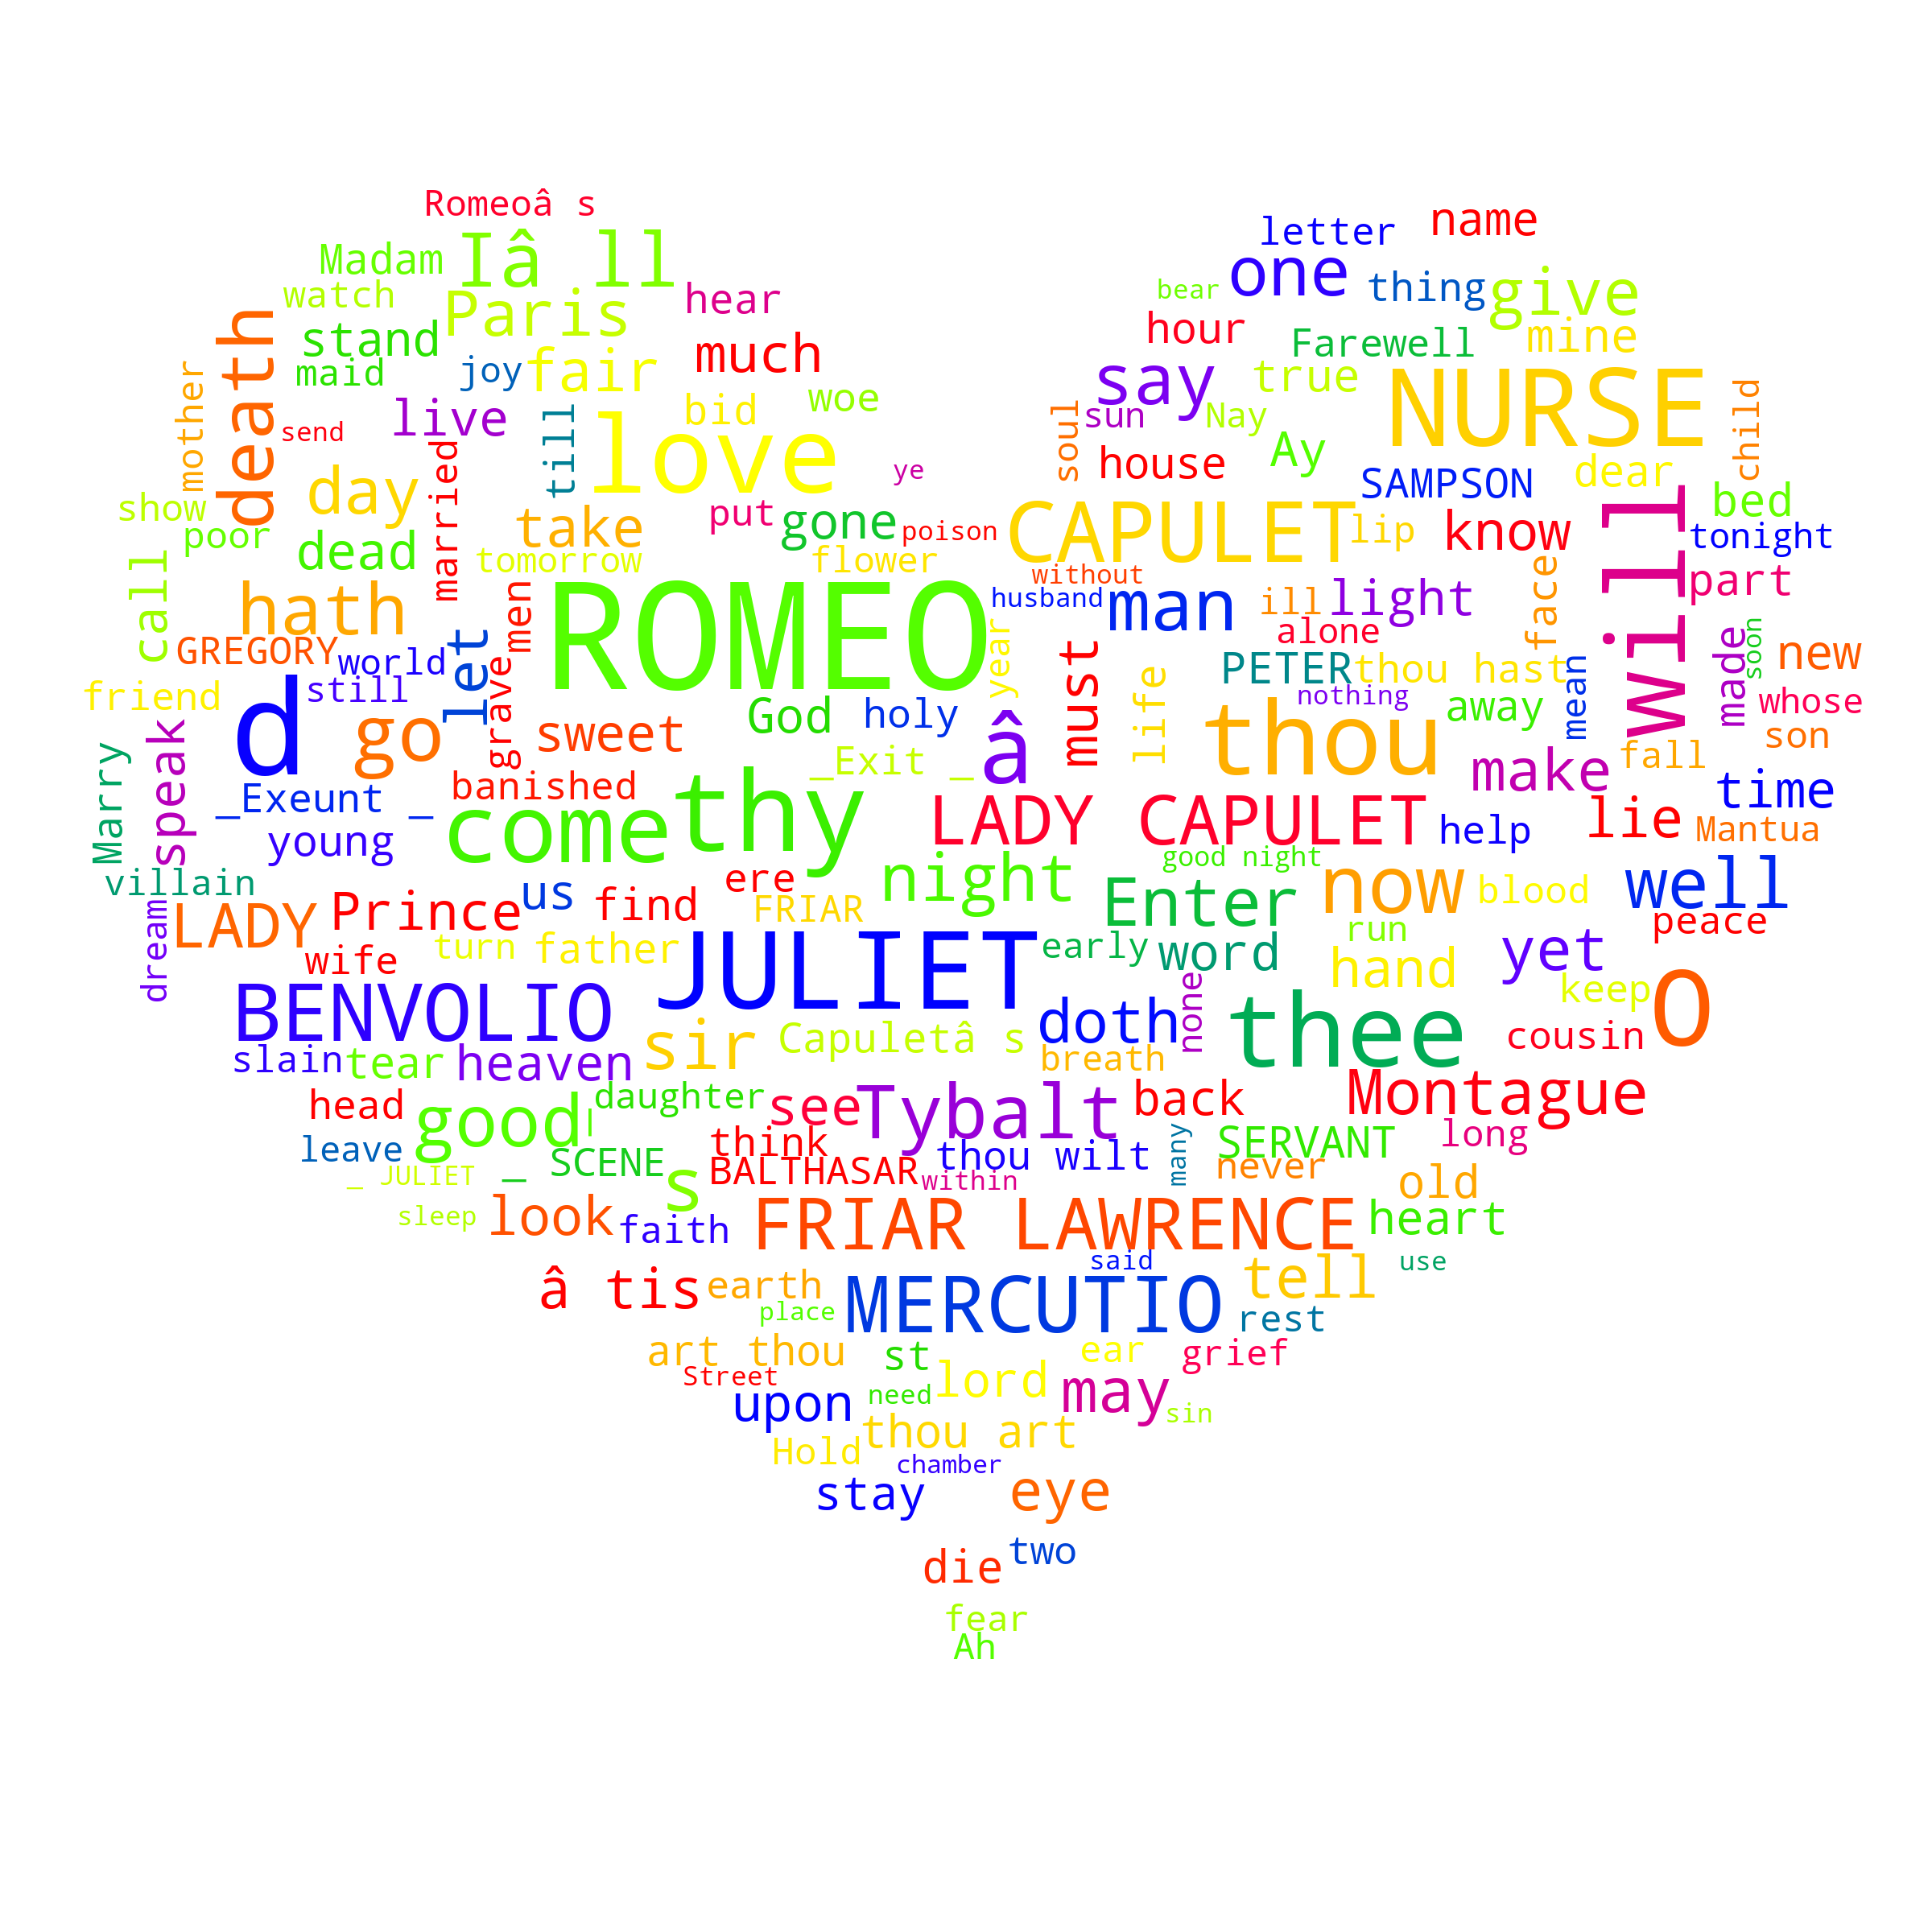 Romeoâ s
name
letter
Iâ ll
Madam
one
thing
give
bear
watch
Paris
hear
hour
mine
stand
Farewell
much
death
joy
fair
maid
say
true
NURSE
child
mother
woe
live
bid
sun
Nay
soul
till
love
send
Ay
house
married
ye
SAMPSON
dear
day
will
bed
show
put
gone
take
poison
CAPULET
lip
know
tonight
poor
dead
tomorrow
flower
without
face
call
hath
men
ROMEO
husband
man
ill
light
part
alone
GREGORY
world
let
year
must
made
soon
new
grave
PETER
thou hast
mean
friend
d
still
life
nothing
whose
speak
go
sweet
God
holy
â
thou
away
son
Marry
_Exit _
fall
banished
make
time
_Exeunt _
come
thy
LADY CAPULET
help
lie
Mantua
young
good night
villain
us
find
ere
night
Enter
now
blood
well
dream
LADY
Prince
FRIAR
run
peace
wife
turn
father
JULIET
early
word
hand
yet
none
keep
O
BENVOLIO
sir
Capuletâ s
doth
thee
cousin
slain
tear
heaven
breath
head
good
daughter
see
Tybalt
back
Montague
leave
think
SERVANT
long
many
_ JULIET _
SCENE
s
BALTHASAR
thou wilt
within
never
old
sleep
look
faith
FRIAR LAWRENCE
heart
said
use
â tis
earth
tell
place
MERCUTIO
rest
art thou
st
ear
grief
Street
upon
need
lord
may
sin
Hold
thou art
chamber
stay
eye
die
two
fear
Ah